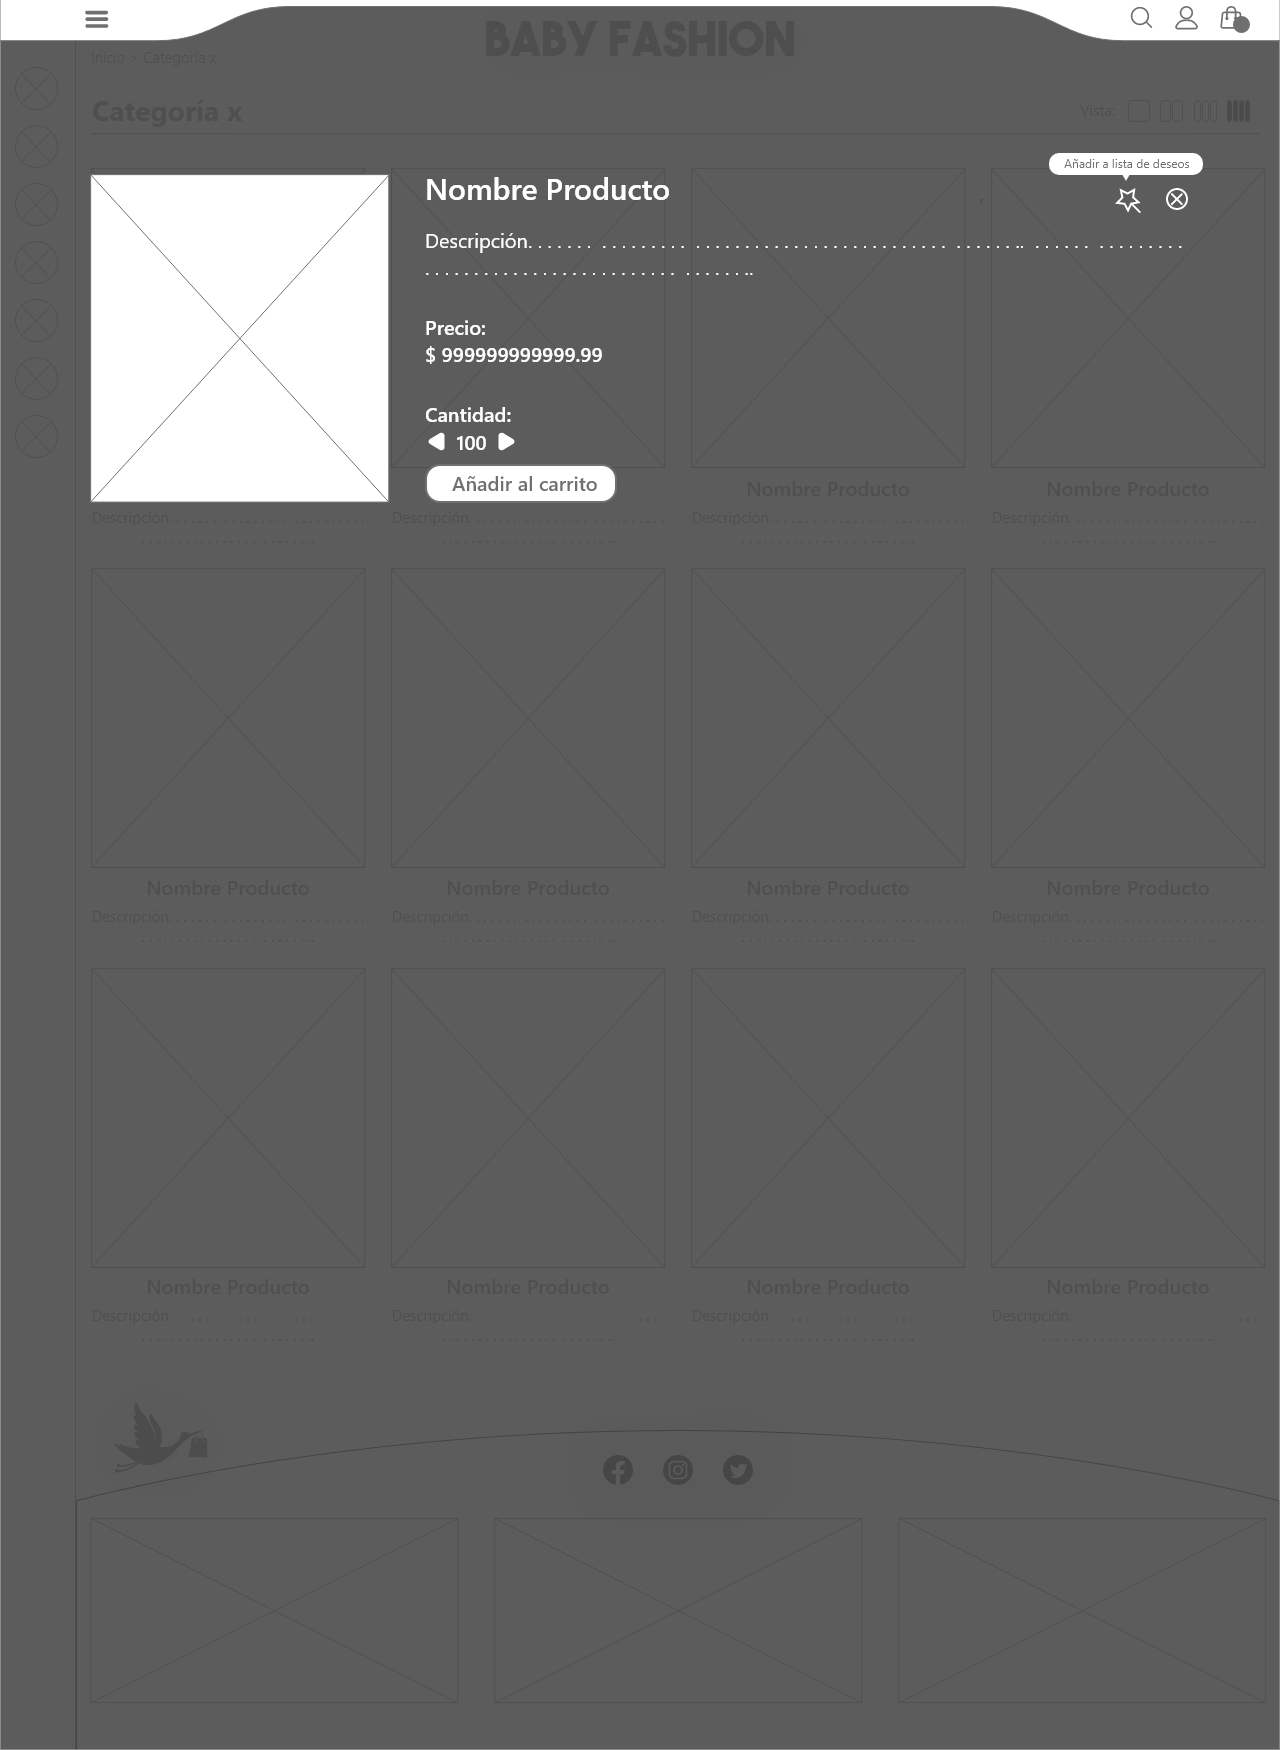 BABY FASHION
Inicio > Categoría x
Categoría x
Vista:
Añadir a lista de deseos
Nombre Producto
Descripción. . . . . . .  . . . . . . . . .  . . . . . . . . . . . . . . . . . . . . . . . . . .  . . . . . . ..  . . . . . .  . . . . . . . . .
. . . . . . . . . . . . . . . . . . . . . . . . . .  . . . . . . ..
Precio:
$ 999999999999.99
Cantidad:
100
Añadir al carrito
Nombre Producto Nombre Producto
Descripción. . . . . . .  . . . . . . . . .  . . . . . . . . . . Descripción. . . . . . .  . . . . . . . . .  . . . . . . . . . . Descripción. . . . . . .  . . . . . . . . .  . . . . . . . . . . Descripción. . . . . . .  . . . . . . . . .  . . . . . . . . . .
. . . . . . . . . . . . . . . .  . . . . . . .. . . . . . . . . . . . . . . . . .  . . . . . . .. . . . . . . . . . . . . . . . . .  . . . . . . .. . . . . . . . . . . . . . . . . .  . . . . . . ..
Nombre Producto Nombre Producto Nombre Producto Nombre Producto
Descripción. . . . . . .  . . . . . . . . .  . . . . . . . . . . Descripción. . . . . . .  . . . . . . . . .  . . . . . . . . . . Descripción. . . . . . .  . . . . . . . . .  . . . . . . . . . . Descripción. . . . . . .  . . . . . . . . .  . . . . . . . . . .
. . . . . . . . . . . . . . . .  . . . . . . .. . . . . . . . . . . . . . . . . .  . . . . . . .. . . . . . . . . . . . . . . . . .  . . . . . . .. . . . . . . . . . . . . . . . . .  . . . . . . ..
Nombre Producto Nombre Producto Nombre Producto Nombre Producto
Descripción. . . . . . .  . . . . . . . . .  . . . . . . . . . . Descripción. . . . . . .  . . . . . . . . .  . . . . . . . . . . Descripción. . . . . . .  . . . . . . . . .  . . . . . . . . . . Descripción. . . . . . .  . . . . . . . . .  . . . . . . . . . .
. . . . . . . . . . . . . . . .  . . . . . . .. . . . . . . . . . . . . . . . . .  . . . . . . .. . . . . . . . . . . . . . . . . .  . . . . . . .. . . . . . . . . . . . . . . . . .  . . . . . . ..